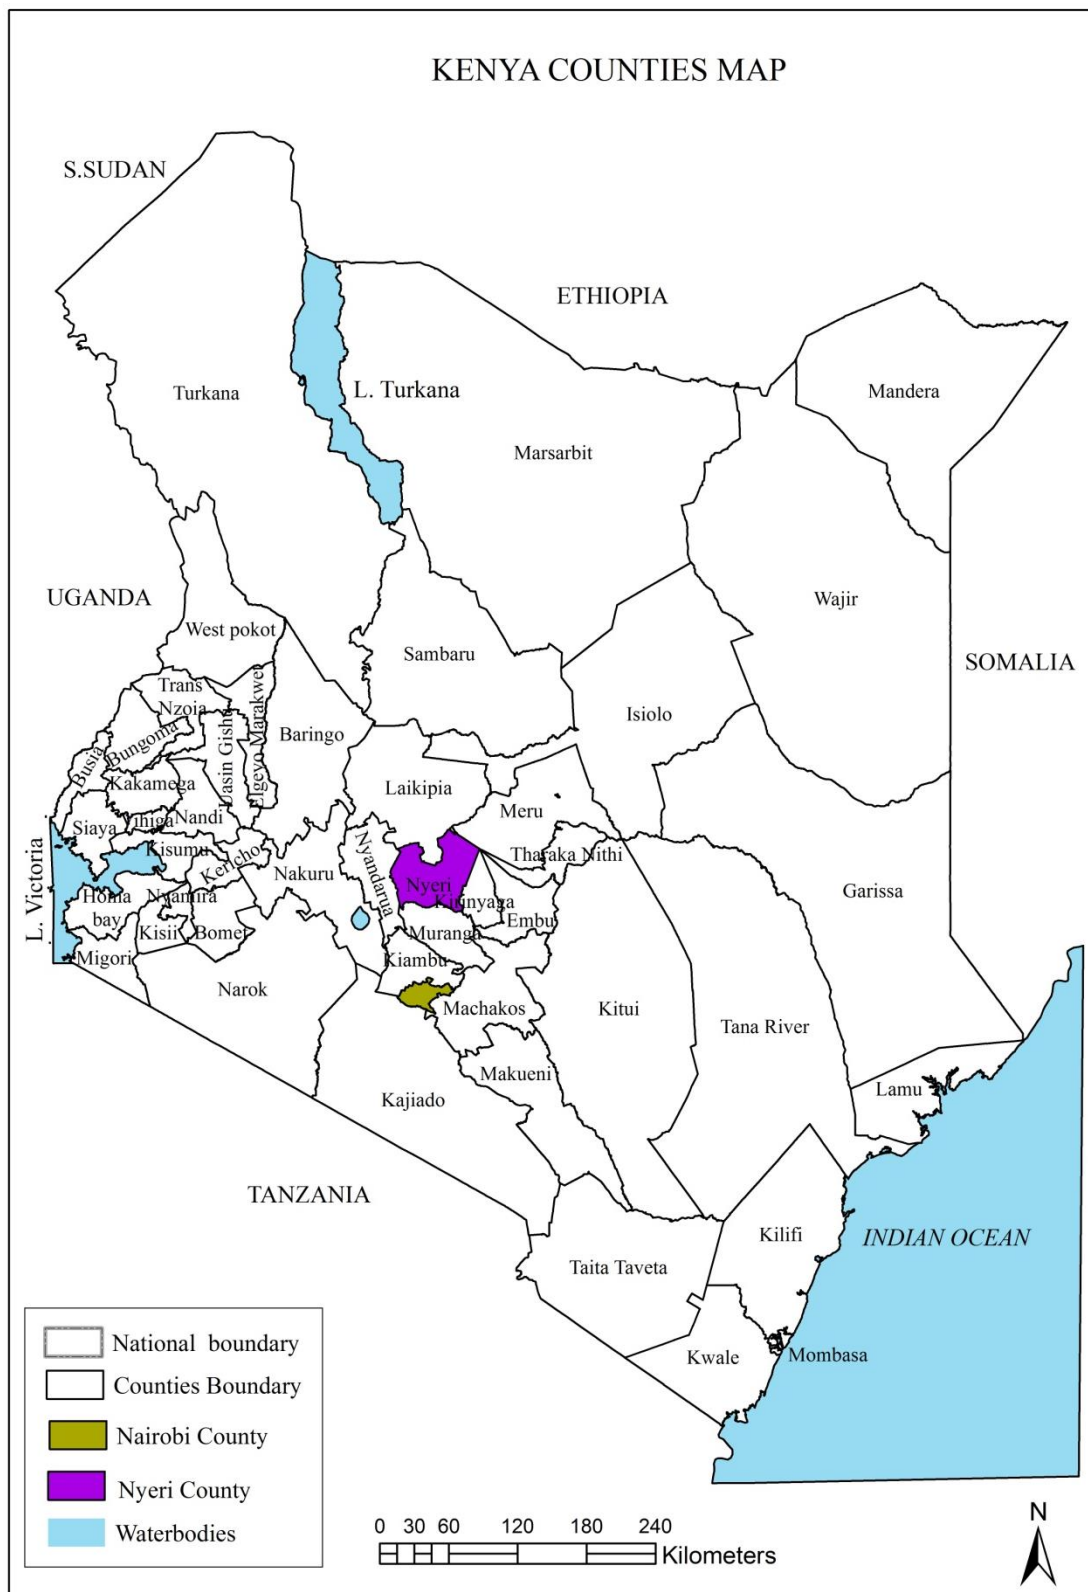 KENYA COUNTIES MAP
S.SUDAN
ETHIOPIA
Turkana
L. Turkana
Mandera
Marsarbit
UGANDA
Wajir
West pokot
Sambaru
SOMALIA
Trans
Nzoia
Isiolo
Bungoma
Busia
Uasin Gishu
Elgeyo Marakwet
Baringo
Kakamega
Laikipia
Meru
Siaya
Vihiga
Nandi
Kisumu
Kericho
Nyandarua
Tharaka Nithi
L. Victoria
Nakuru
Nyeri
Garissa
Homa
bay
Nyamira
Kirinyaga
Embu
Kisii
Bomet
Muranga
Migori
Kiambu
Narok
Machakos
Kitui
Tana River
Makueni
Kajiado
Lamu
TANZANIA
Kilifi
INDIAN OCEAN
Taita Taveta
Kwale
Mombasa
National boundary
Counties Boundary
Nairobi County
Nyeri County
Waterbodies
0 30 60 120 180 240
Kilometers
N